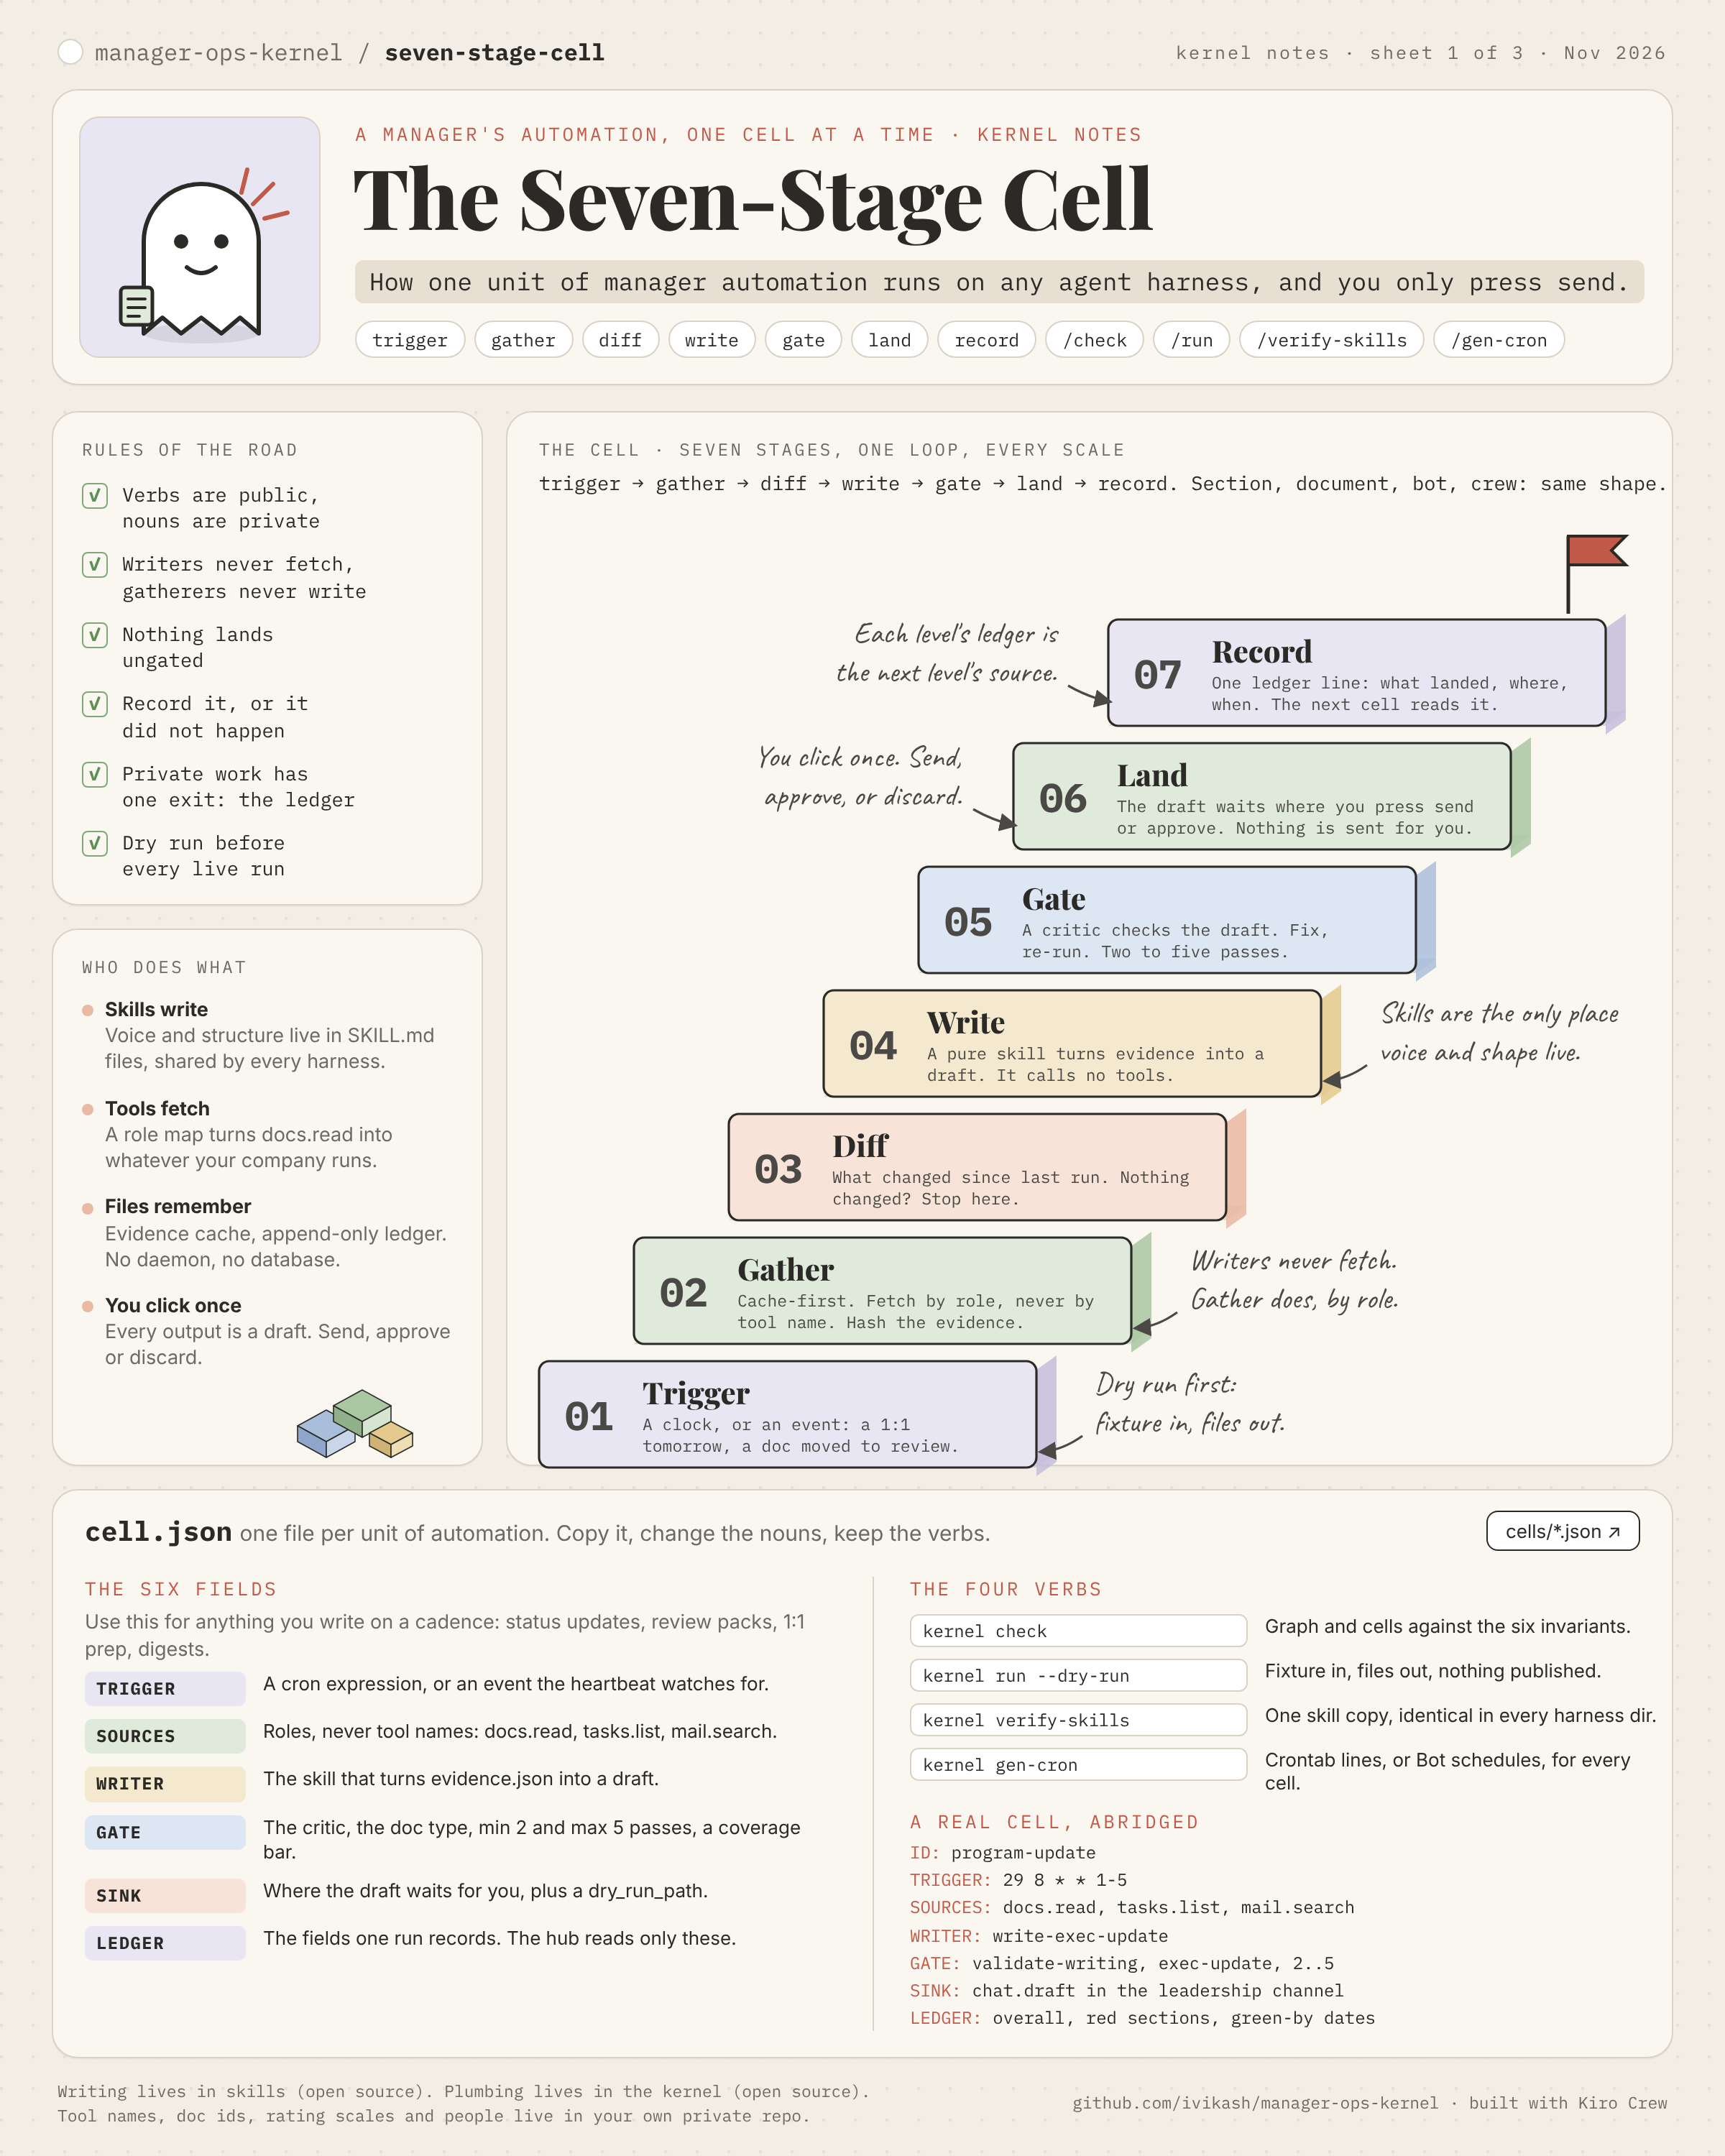 manager-ops-kernel / seven-stage-cell
kernel notes · sheet 1 of 3 · Nov 2026
A MANAGER'S AUTOMATION, ONE CELL AT A TIME · KERNEL NOTES
The Seven-Stage Cell
How one unit of manager automation runs on any agent harness, and you only press send.
trigger gather diff write gate land record /check /run /verify-skills /gen-cron
RULES OF THE ROAD
Verbs are public,
nouns are private
Writers never fetch,
gatherers never write
Nothing lands
ungated
Record it, or it
did not happen
Private work has
one exit: the ledger
Dry run before
every live run
WHO DOES WHAT
Skills write
Voice and structure live in SKILL.md
files, shared by every harness.
Tools fetch
A role map turns docs.read into
whatever your company runs.
Files remember
Evidence cache, append-only ledger.
No daemon, no database.
You click once
Every output is a draft. Send, approve
or discard.
THE CELL · SEVEN STAGES, ONE LOOP, EVERY SCALE
trigger → gather → diff → write → gate → land → record. Section, document, bot, crew: same shape.
Each level's ledger is
the next level's source.
07
Record
One ledger line: what landed, where,
when. The next cell reads it.
You click once. Send,
approve, or discard.
06
Land
The draft waits where you press send
or approve. Nothing is sent for you.
05
Gate
A critic checks the draft. Fix,
re-run. Two to five passes.
04
Write
A pure skill turns evidence into a
draft. It calls no tools.
Skills are the only place
voice and shape live.
03
Diff
What changed since last run. Nothing
changed? Stop here.
02
Gather
Cache-first. Fetch by role, never by
tool name. Hash the evidence.
Writers never fetch.
Gather does, by role.
01
Trigger
A clock, or an event: a 1:1
tomorrow, a doc moved to review.
Dry run first:
fixture in, files out.
cell.json one file per unit of automation. Copy it, change the nouns, keep the verbs.
cells/*.json ↗
THE SIX FIELDS
Use this for anything you write on a cadence: status updates, review packs, 1:1
prep, digests.
TRIGGER A cron expression, or an event the heartbeat watches for.
SOURCES Roles, never tool names: docs.read, tasks.list, mail.search.
WRITER The skill that turns evidence.json into a draft.
GATE The critic, the doc type, min 2 and max 5 passes, a coverage
bar.
SINK Where the draft waits for you, plus a dry_run_path.
LEDGER The fields one run records. The hub reads only these.
THE FOUR VERBS
kernel check Graph and cells against the six invariants.
kernel run --dry-run Fixture in, files out, nothing published.
kernel verify-skills One skill copy, identical in every harness dir.
kernel gen-cron Crontab lines, or Bot schedules, for every
cell.
A REAL CELL, ABRIDGED
ID: program-update
TRIGGER: 29 8 * * 1-5
SOURCES: docs.read, tasks.list, mail.search
WRITER: write-exec-update
GATE: validate-writing, exec-update, 2..5
SINK: chat.draft in the leadership channel
LEDGER: overall, red sections, green-by dates
Writing lives in skills (open source). Plumbing lives in the kernel (open source).
Tool names, doc ids, rating scales and people live in your own private repo.
github.com/ivikash/manager-ops-kernel · built with Kiro Crew